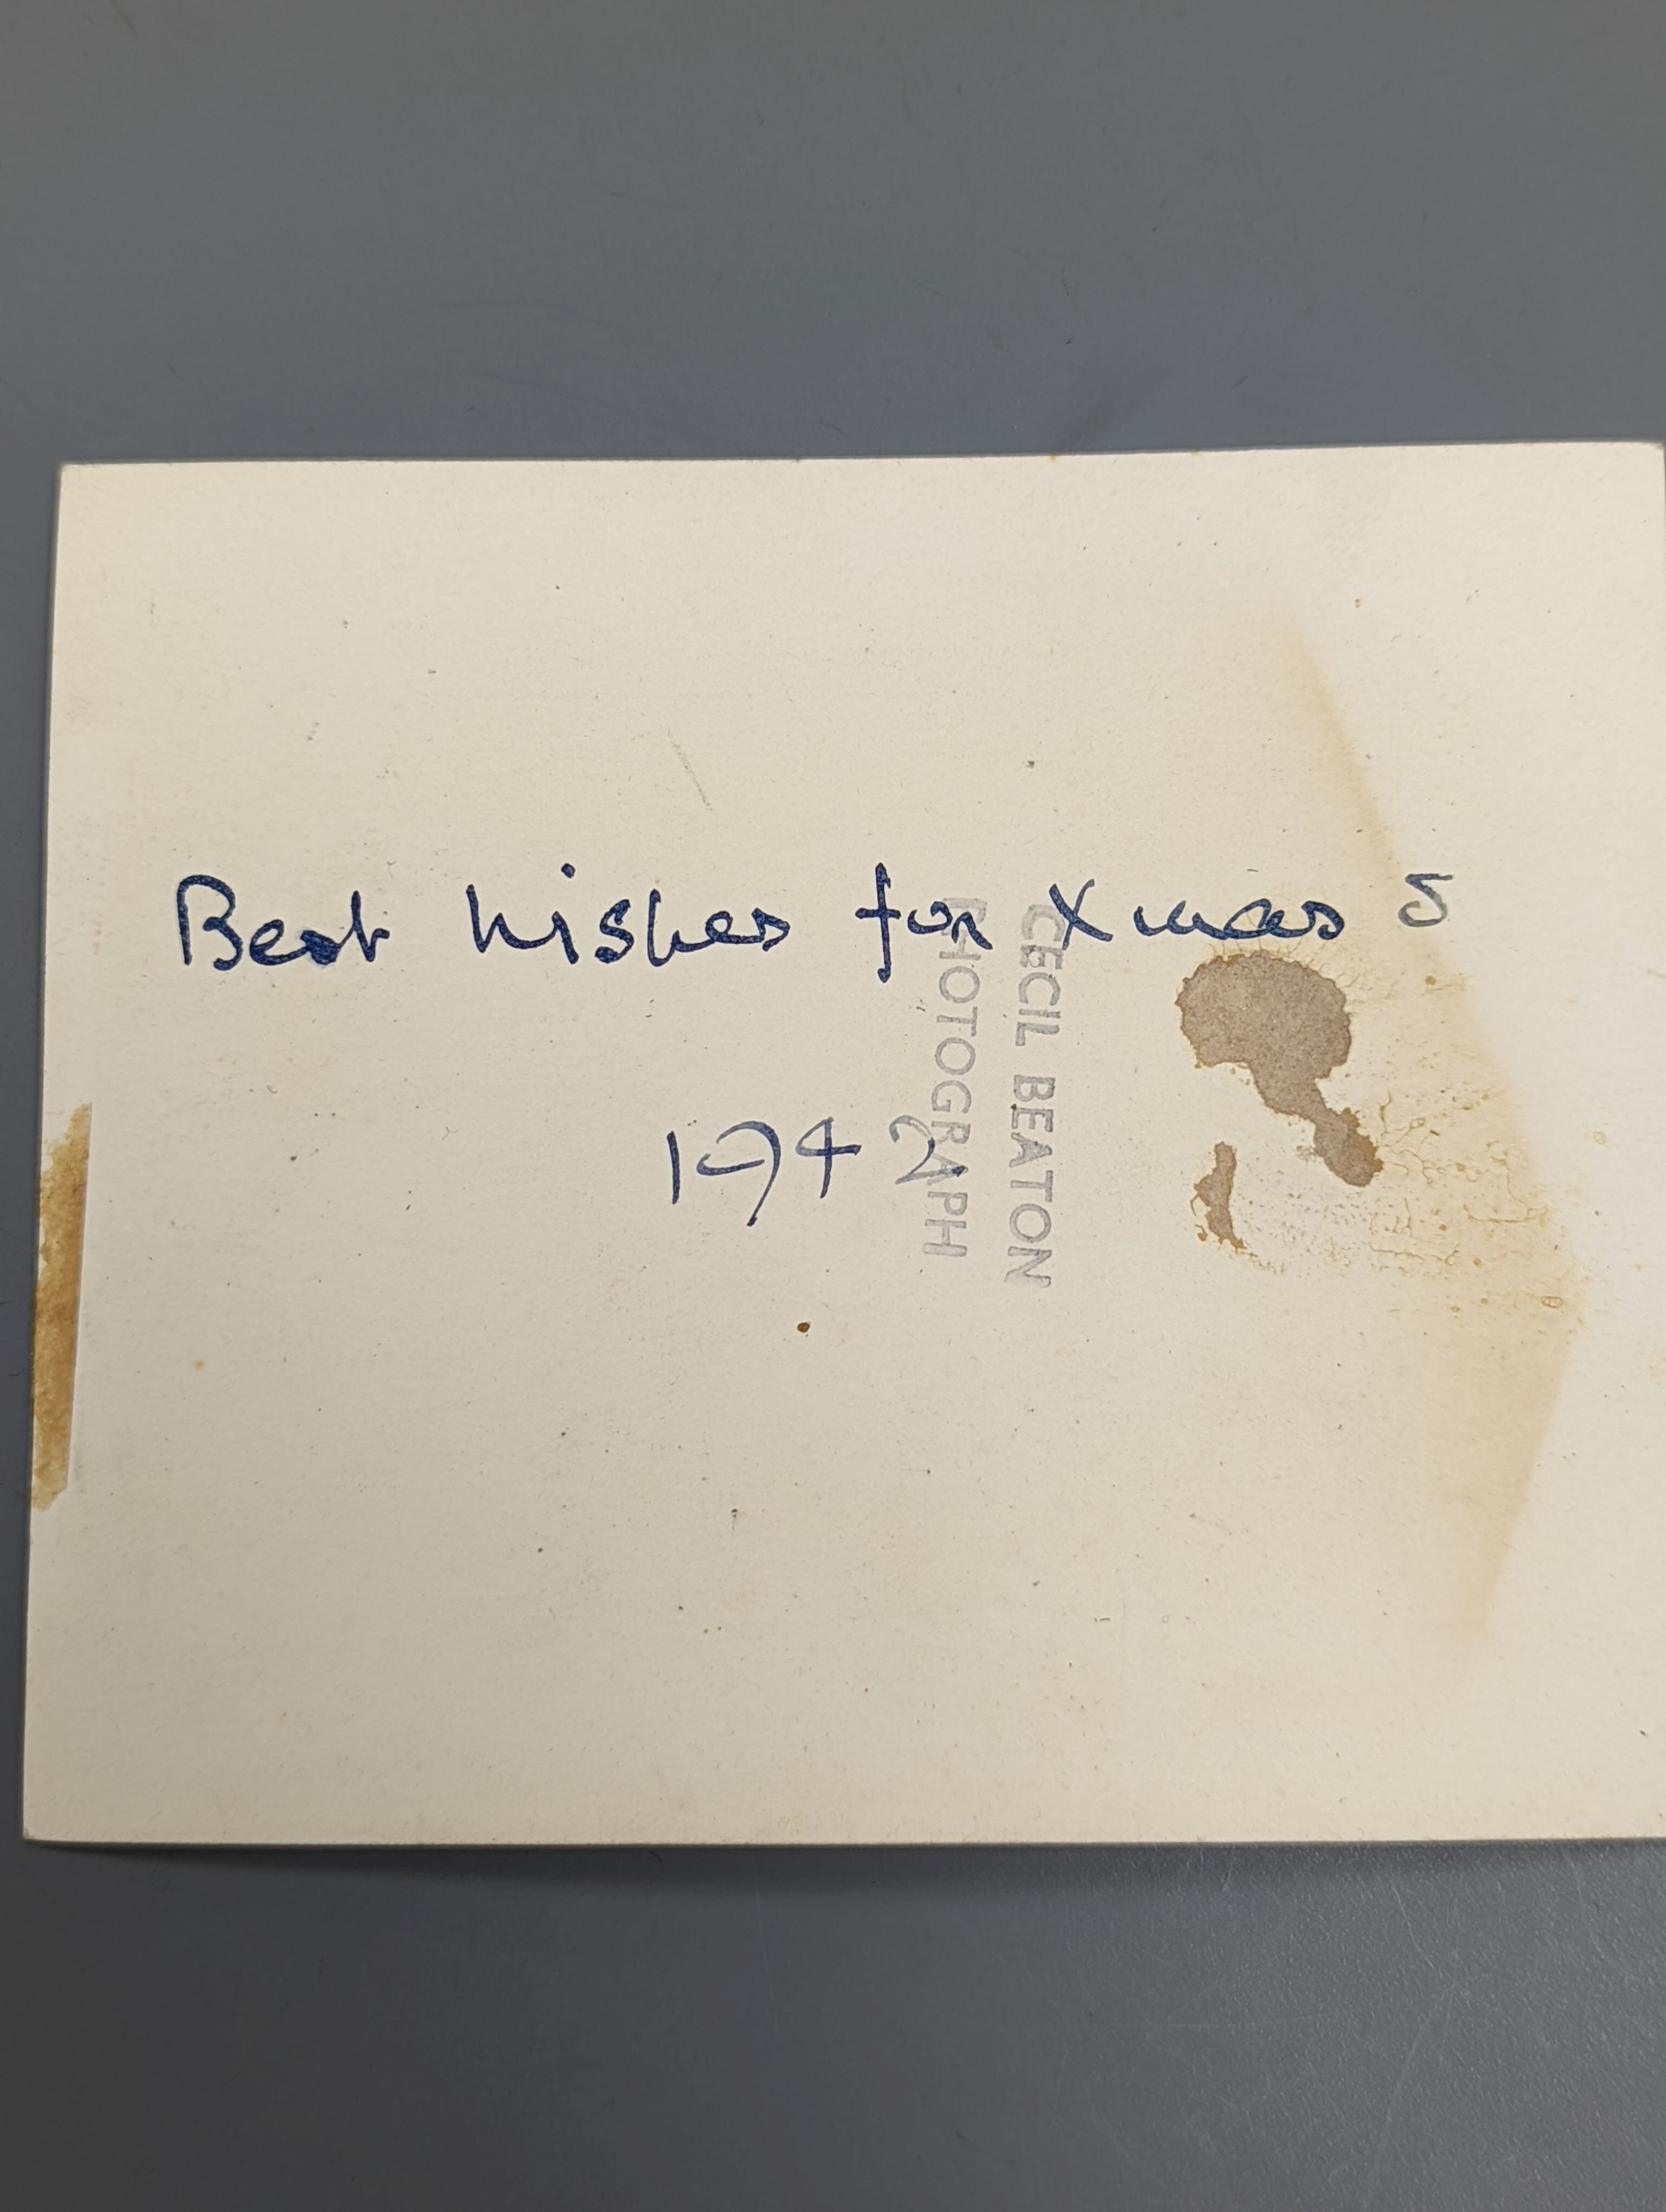 Best wishes for Xmas &
1942
CECIL BEATON
PHOTOGRAPH